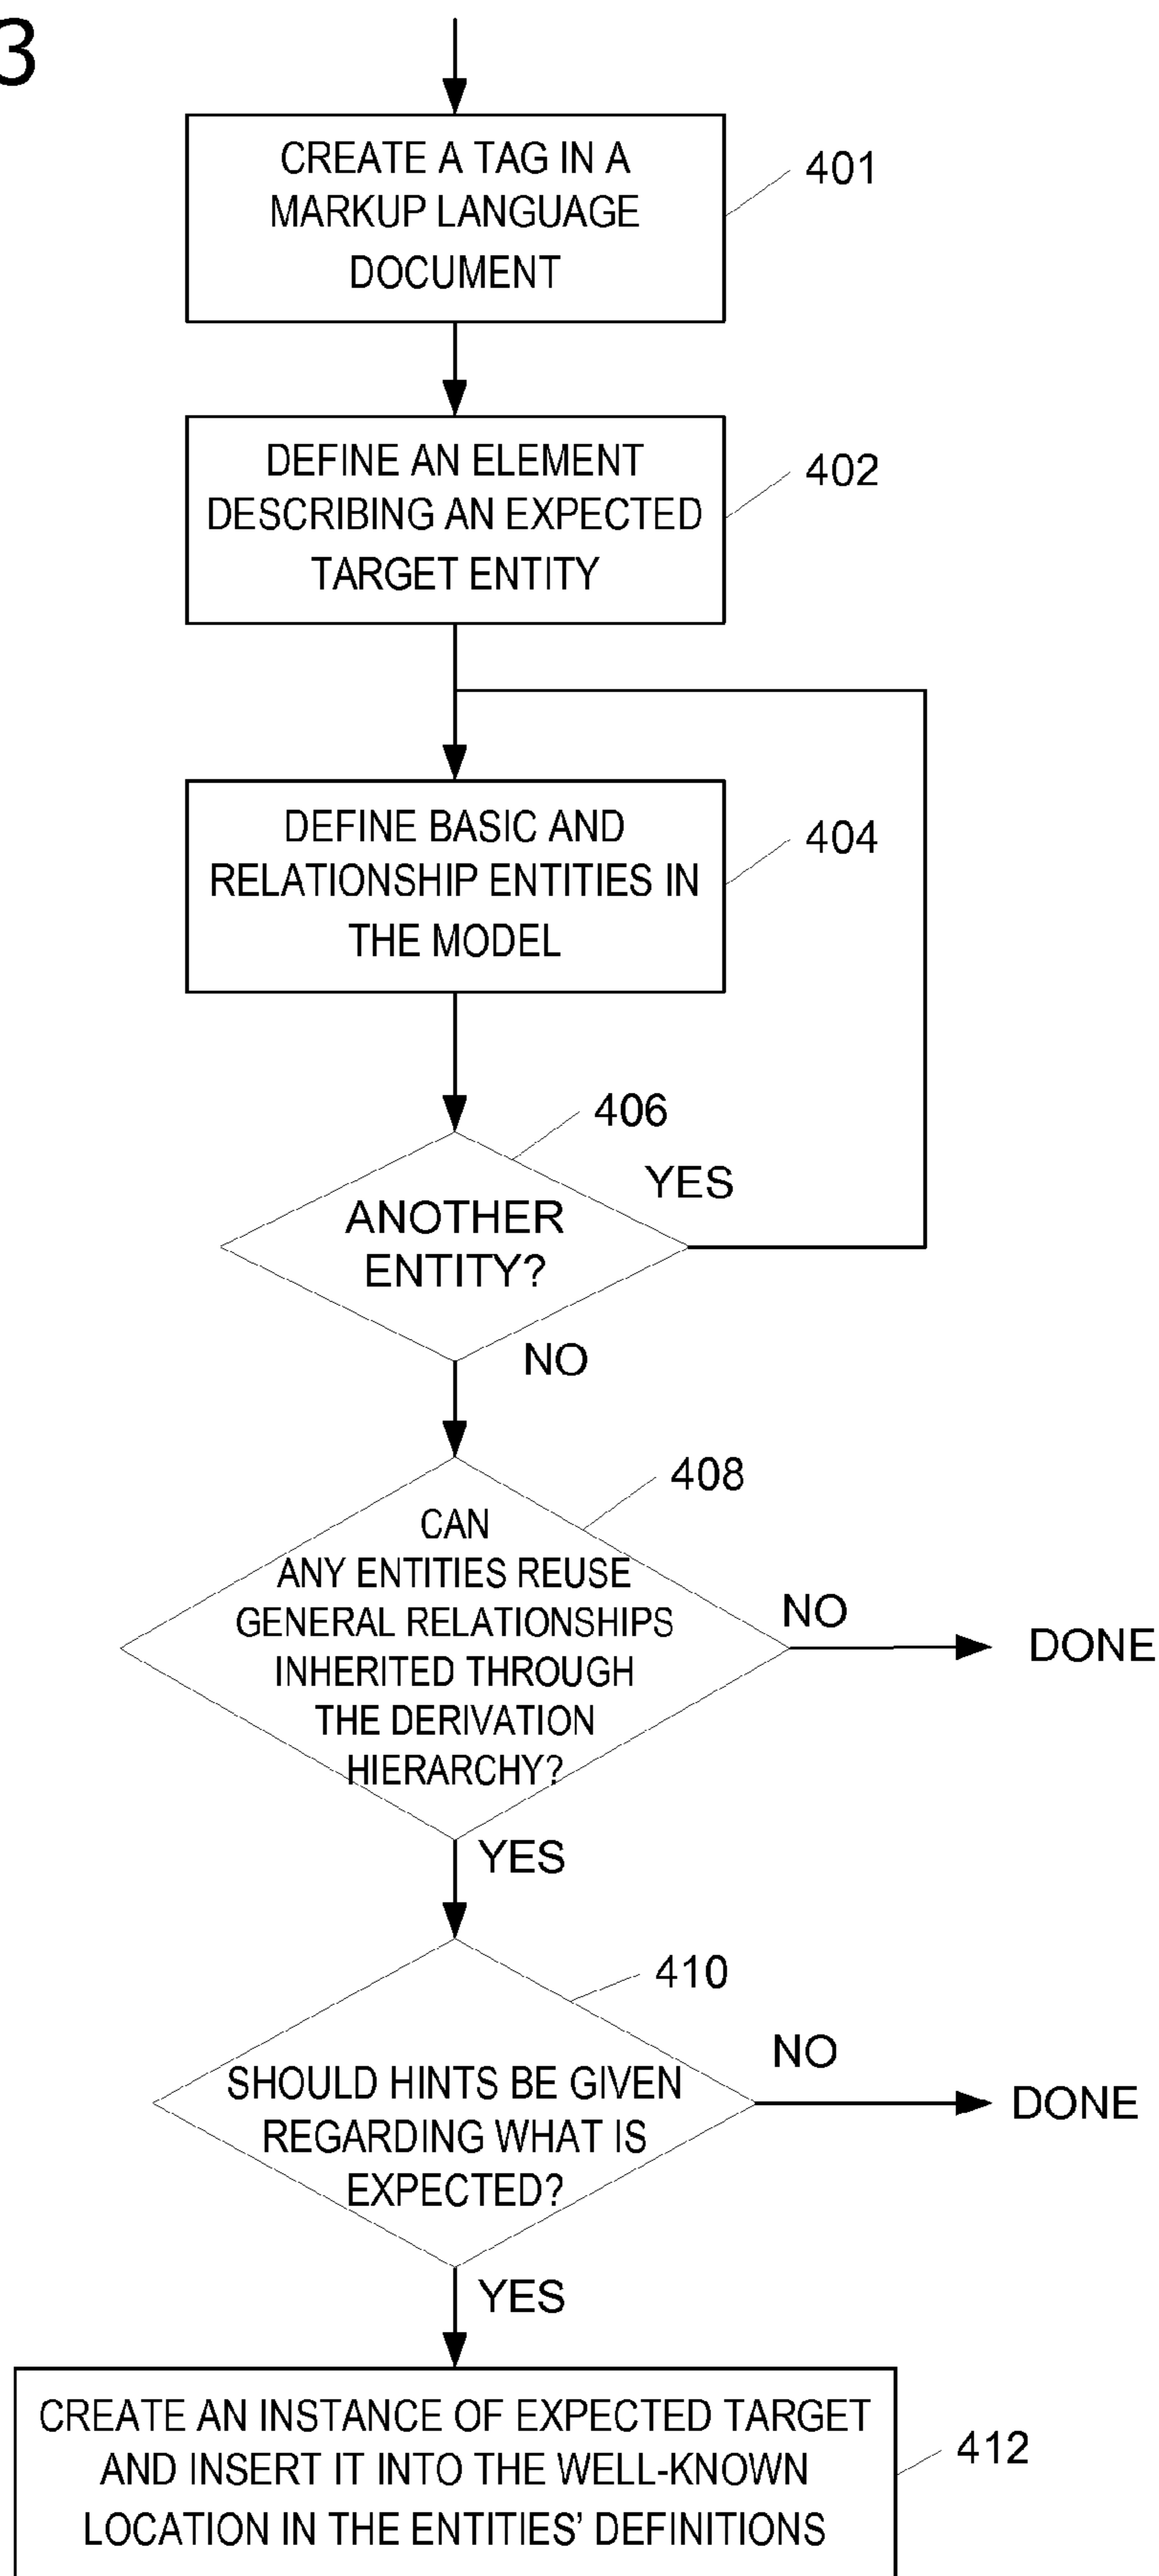 3
CREATE A TAG IN A
MARKUP LANGUAGE
DOCUMENT
401
DEFINE AN ELEMENT
DESCRIBING AN EXPECTED
TARGET ENTITY
402
DEFINE BASIC AND
RELATIONSHIP ENTITIES IN
THE MODEL
404
406
YES
ANOTHER
ENTITY?
NO
408
CAN
ANY ENTITIES REUSE
GENERAL RELATIONSHIPS
INHERITED THROUGH
THE DERIVATION
HIERARCHY?
NO
DONE
YES
410
SHOULD HINTS BE GIVEN
REGARDING WHAT IS
EXPECTED?
NO
DONE
YES
CREATE AN INSTANCE OF EXPECTED TARGET
AND INSERT IT INTO THE WELL-KNOWN
LOCATION IN THE ENTITIES’ DEFINITIONS
412